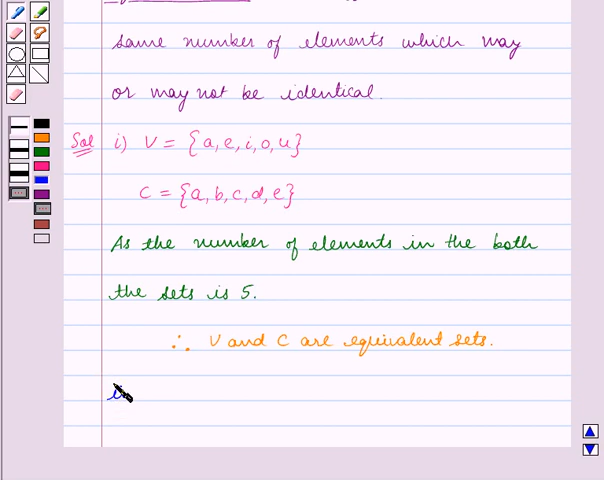 same number of elements which may
or may not be identical.
Sol i) V = {a, e, i, o, u}
C = {a, b, c, d, e}
As the number of elements in the both
the sets is 5.
∴ V and C are equivalent sets.